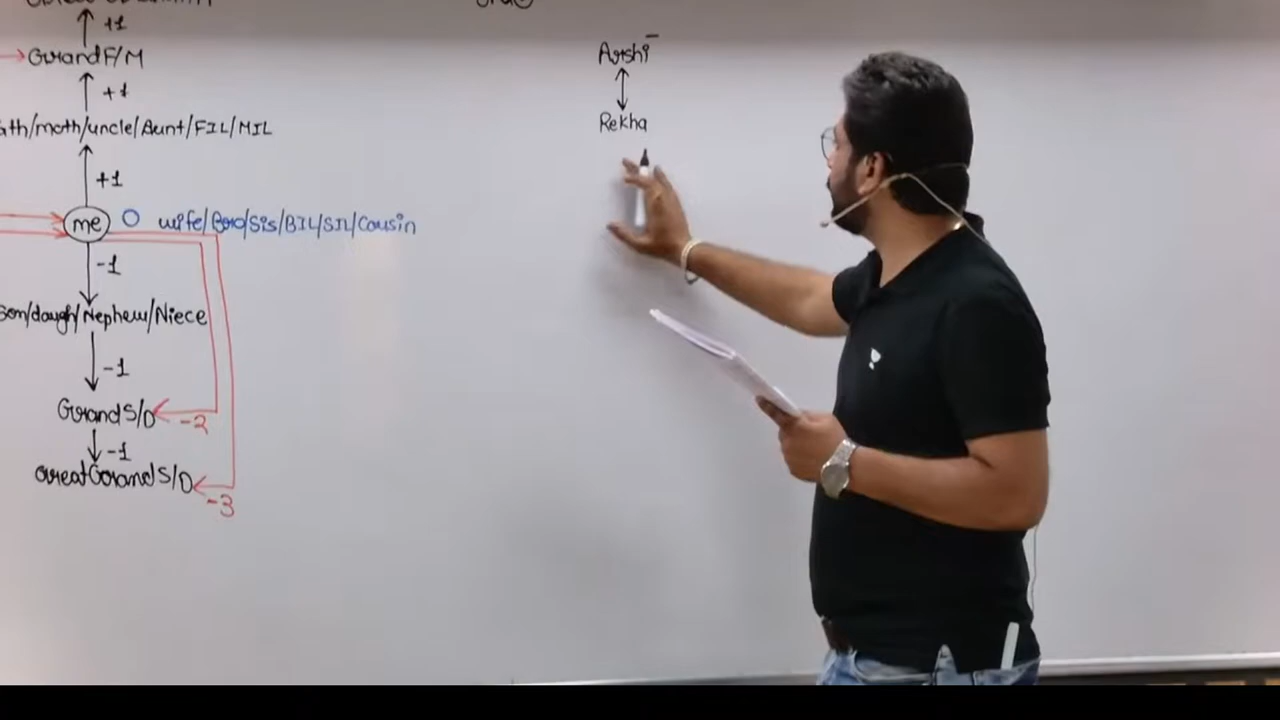 +1
GrandF/M
+1
ath/moth/uncle/Aunt/FIL/MIL
+1
me 0 wife/Bro/Sis/BIL/SIL/Cousin
-1
son/daugh/Nephew/Niece
-1
GrandS/D -2
-1
GreatGrandS/D
-3
Arshi -
Rekha